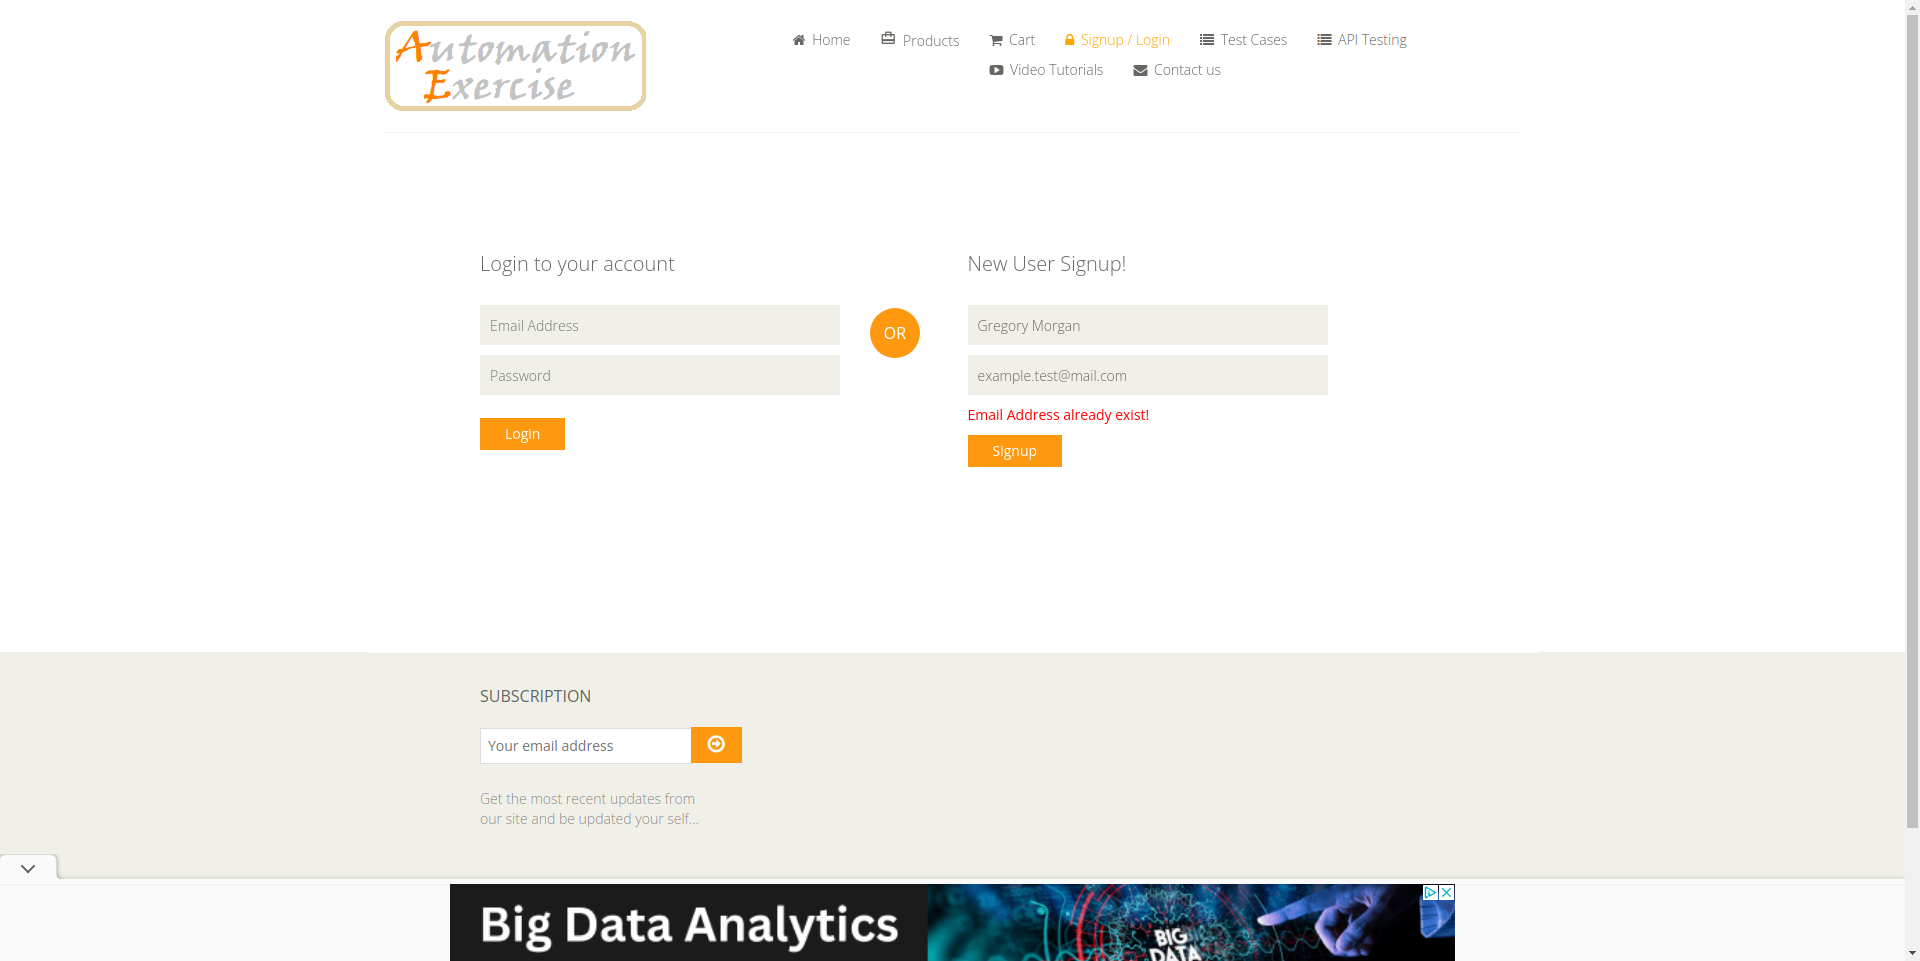 Automation
Exercise
Home
Products
Cart
Signup / Login
Test Cases
API Testing
Video Tutorials
Contact us
Login to your account
Email Address
Password
Login
OR
New User Signup!
Gregory Morgan
example.test@mail.com
Email Address already exist!
Signup
SUBSCRIPTION
Your email address
Get the most recent updates from
our site and be updated your self...
Big Data Analytics
BIG
DATA